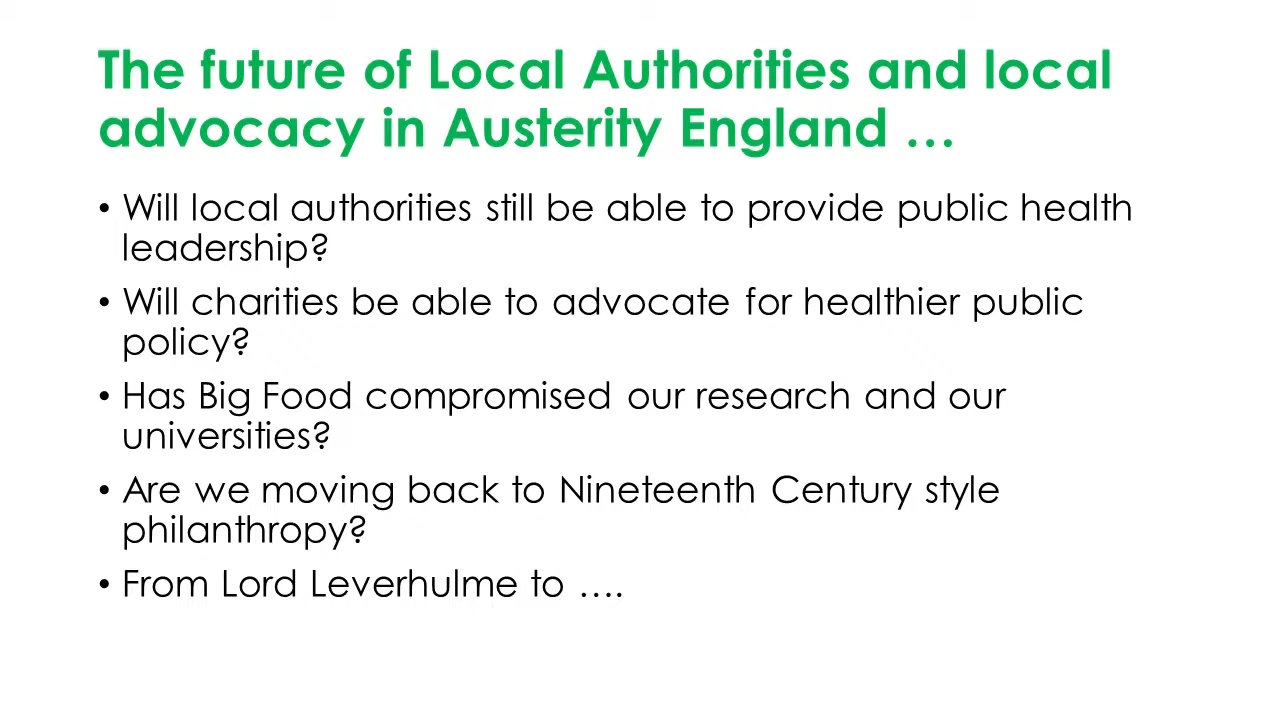 The future of Local Authorities and local
advocacy in Austerity England …
• Will local authorities still be able to provide public health
leadership?
• Will charities be able to advocate for healthier public
policy?
• Has Big Food compromised our research and our
universities?
• Are we moving back to Nineteenth Century style
philanthropy?
• From Lord Leverhulme to ….